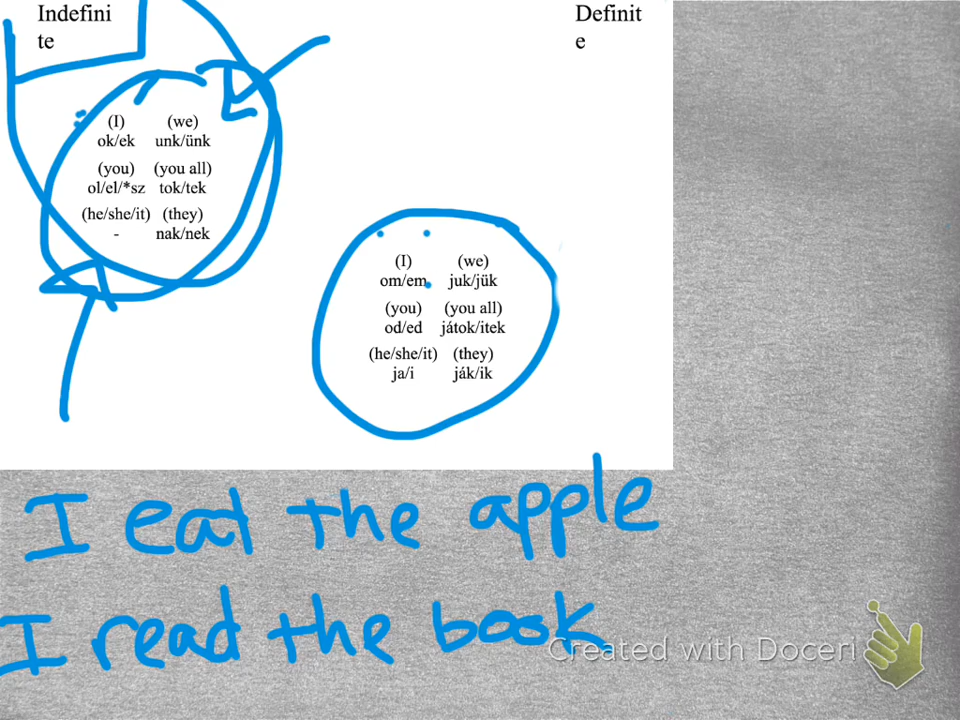 Indefini Definit
te e
(I) (we)
ok/ek unk/ünk
(you) (you all)
ol/el/*sz tok/tek
(he/she/it) (they)
- nak/nek
(I) (we)
om/em juk/jük
(you) (you all)
od/ed játok/itek
(he/she/it) (they)
ja/i ják/ik
I eat the apple
I read the book
Created with Doceri